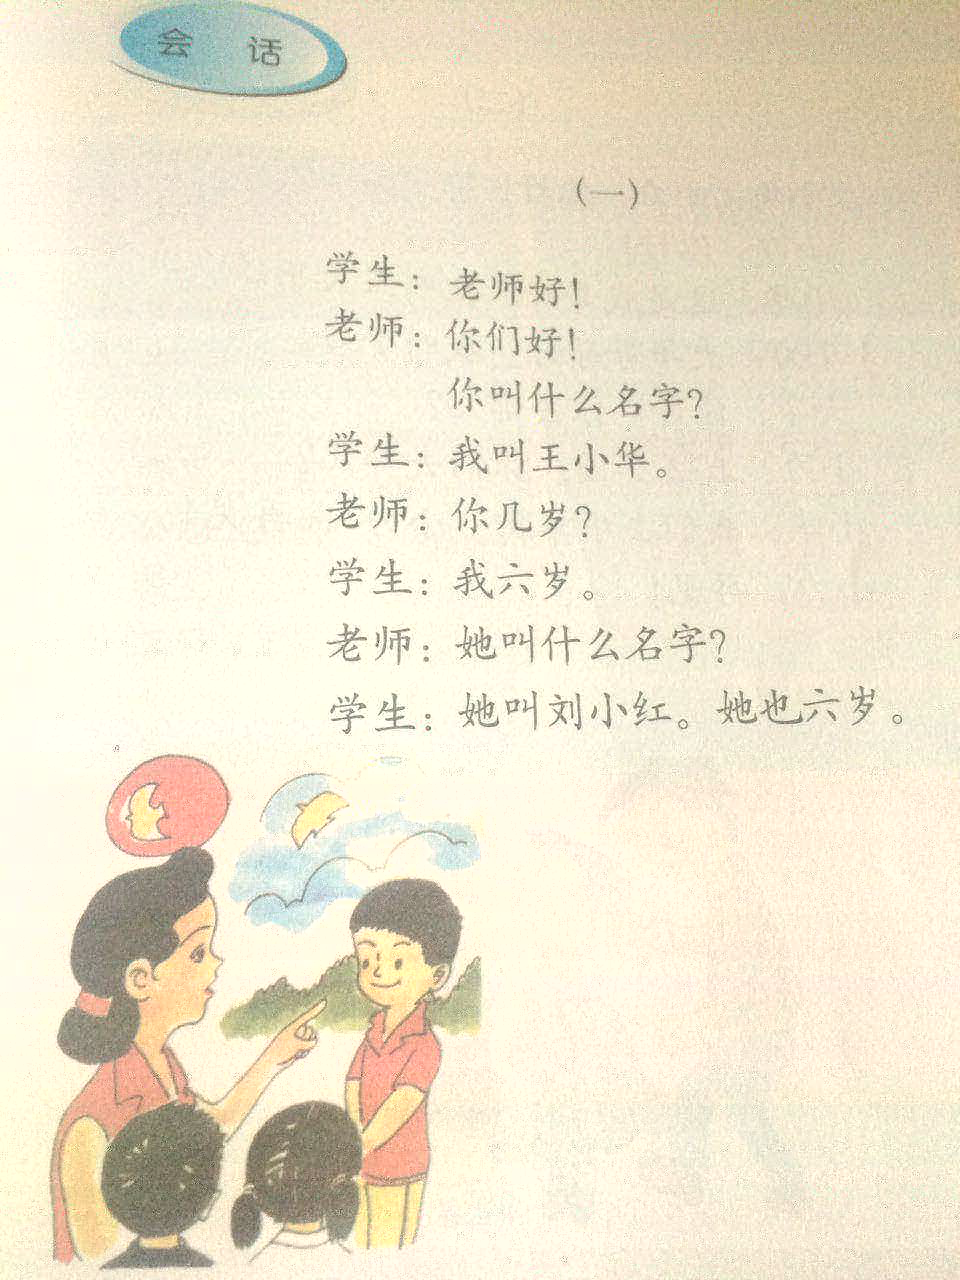 会 话
(一)
学生：老师好！
老师：你们好！
你叫什么名字？
学生：我叫王小华。
老师：你几岁？
学生：我六岁。
老师：她叫什么名字？
学生：她叫刘小红。她也六岁。